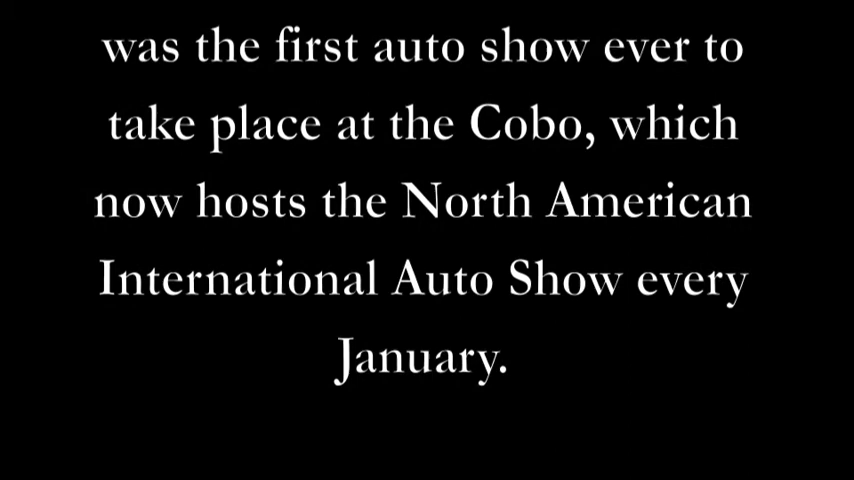 was the first auto show ever to
take place at the Cobo, which
now hosts the North American
International Auto Show every
January.